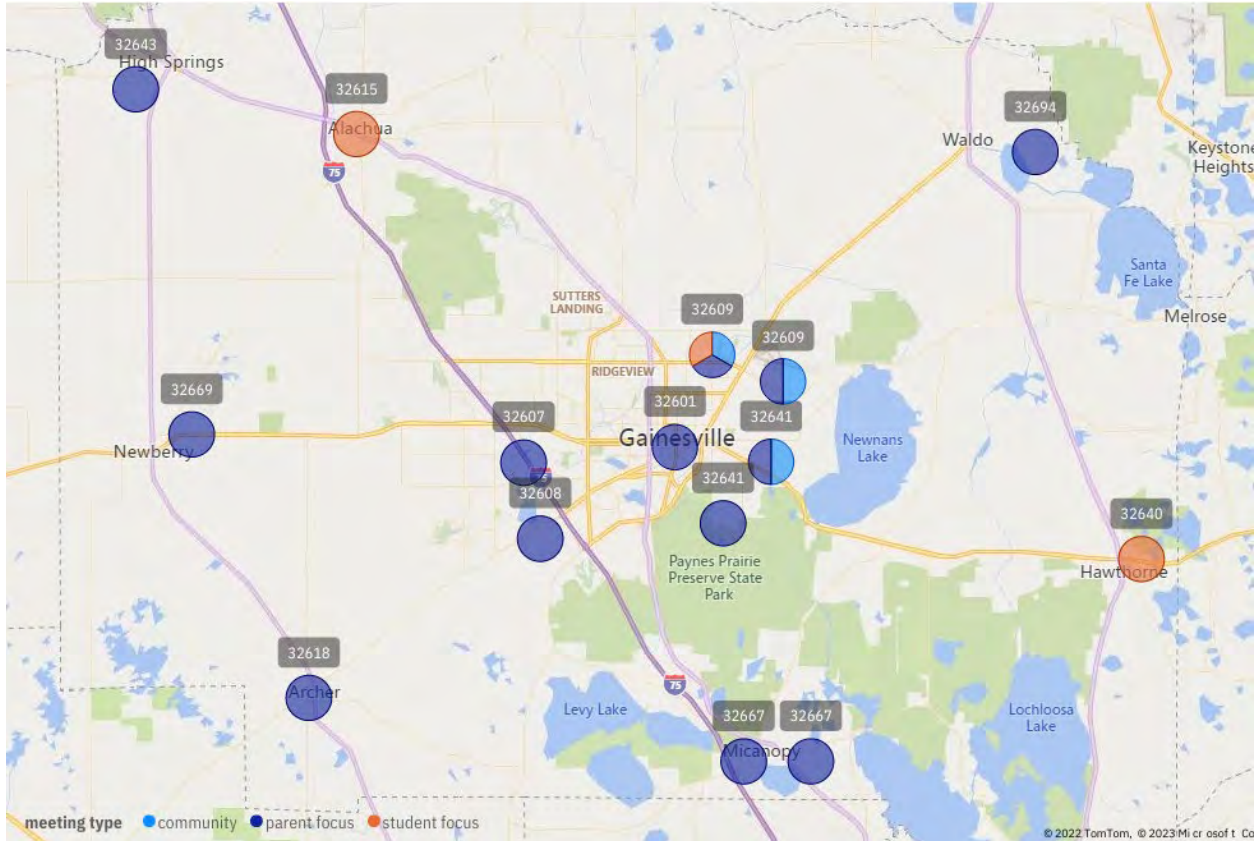 32643
High Springs
32615
Alachua
75
32694
Waldo
Keystone
Heights
Santa
Fe Lake
Melrose
SUTTERS
LANDING
32609
32609
RIDGEVIEW
32669
Newberry
32607
32601
Gainesville
32641
Newnans
Lake
32608
32641
Paynes Prairie
Preserve State
Park
32640
Hawthorne
32618
Archer
75
Levy Lake
32667
32667
Micanopy
Lochloosa
Lake
meeting type community parent focus student focus
© 2022 TomTom, © 2023 Microsoft Co